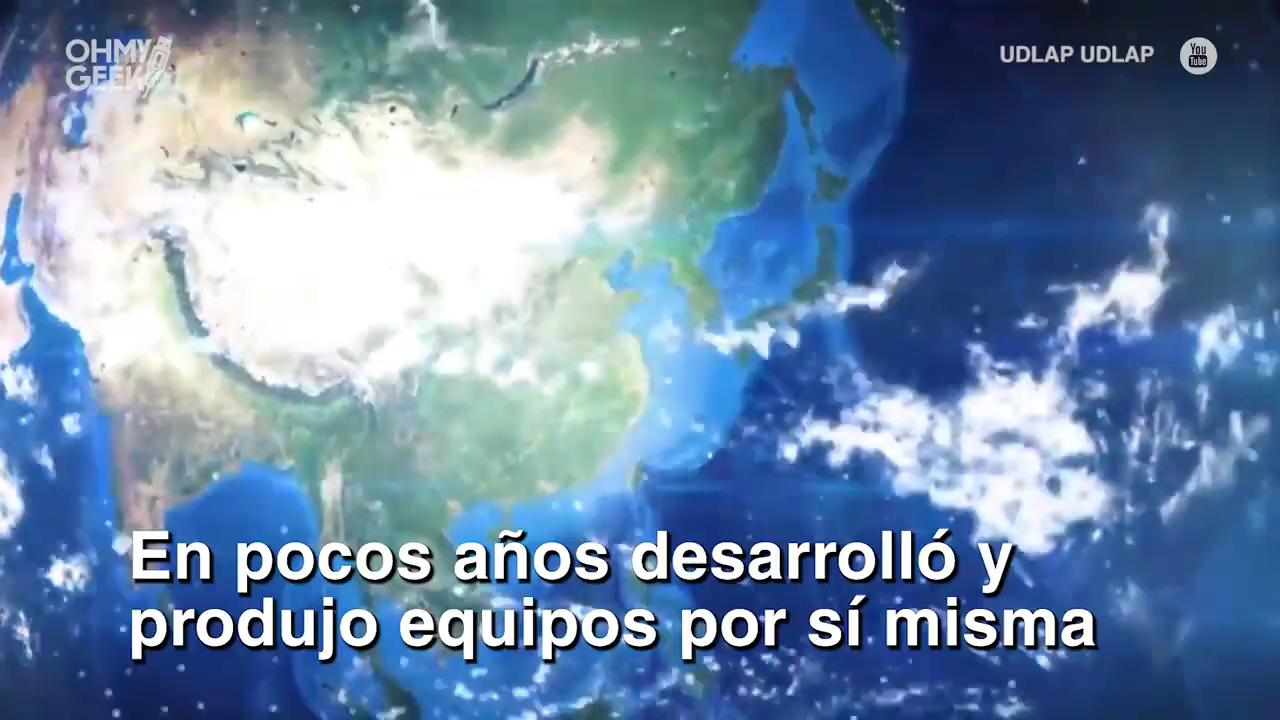 OHMY
GEEK
UDLAP UDLAP
You
Tube
En pocos años desarrolló y
produjo equipos por sí misma